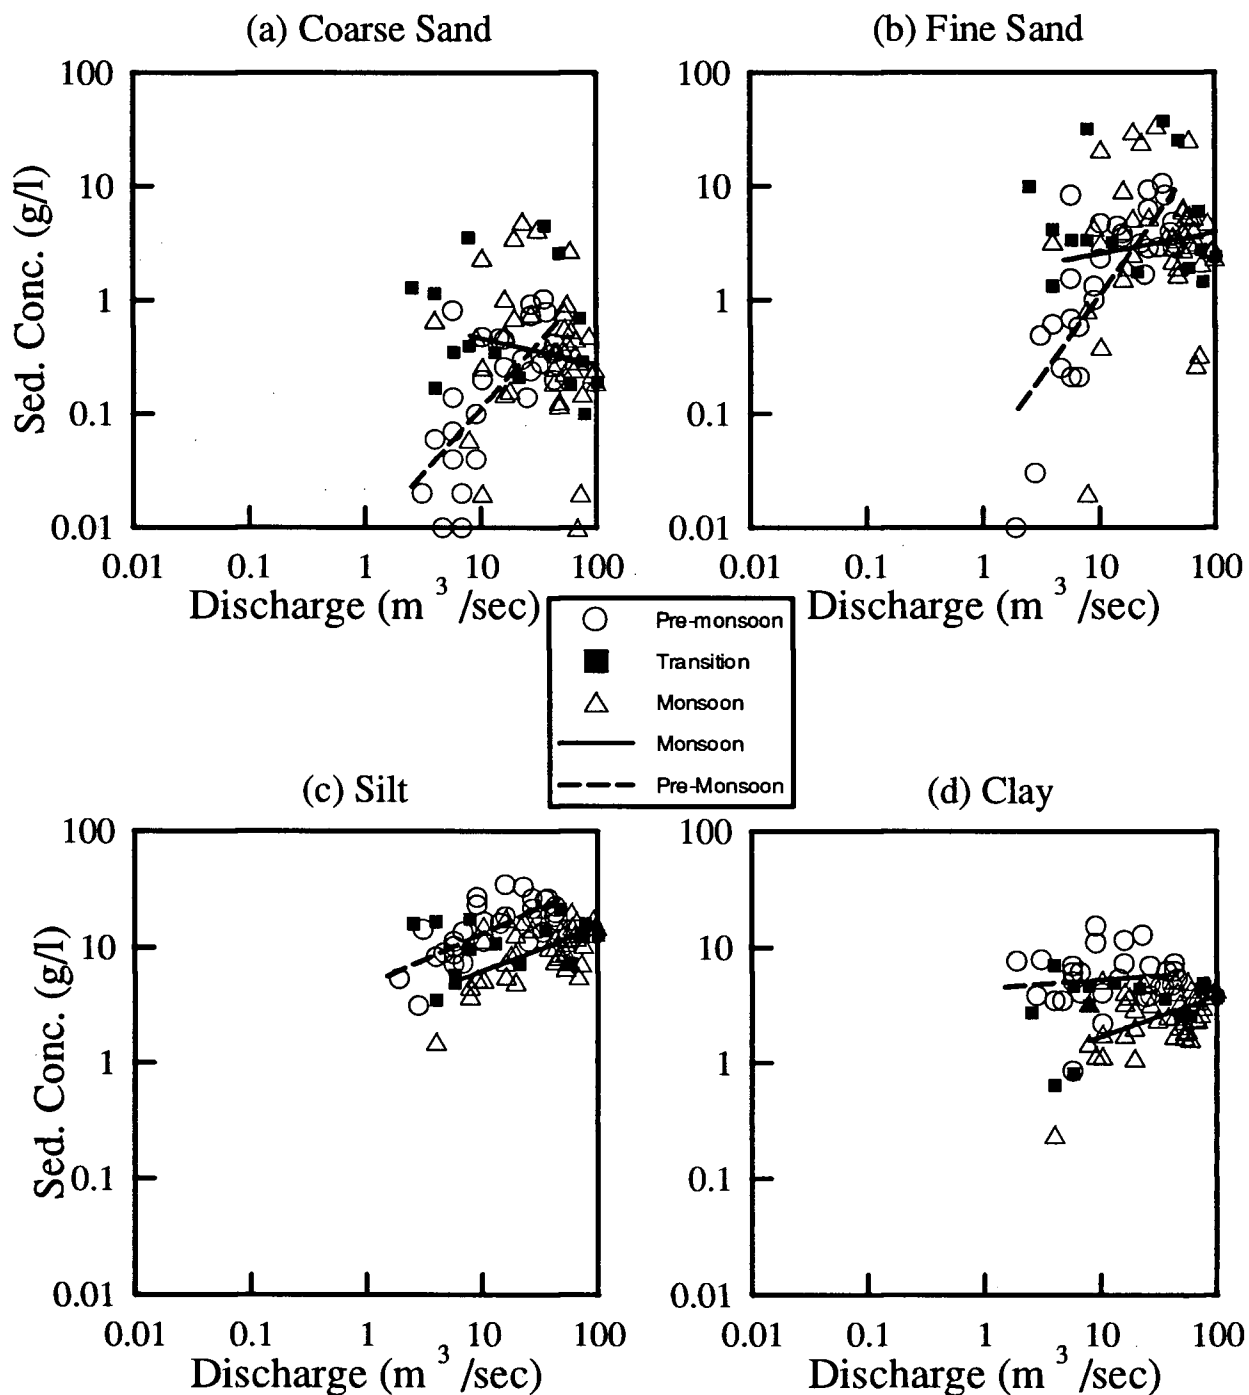 (a) Coarse Sand
(b) Fine Sand
100
10
1
0.1
0.01
Sed. Conc. (g/l)
0.01
0.1
1
10
100
Discharge (m 3 /sec)
100
10
1
0.1
0.01
0.01
0.1
1
10
100
Discharge (m 3 /sec)
Pre-monsoon
Transition
Monsoon
Monsoon
Pre-Monsoon
(c) Silt
(d) Clay
100
10
1
0.1
0.01
Sed. Conc. (g/l)
0.01
0.1
1
10
100
Discharge (m 3 /sec)
100
10
1
0.1
0.01
0.01
0.1
1
10
100
Discharge (m 3 /sec)